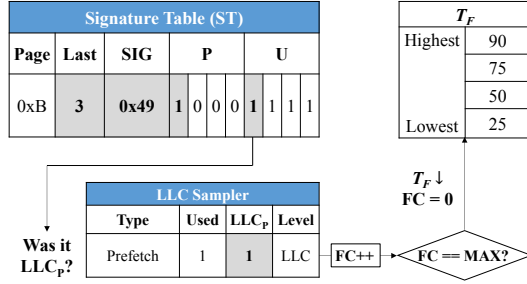 Signature Table (ST)
Page Last SIG P U
0xB 3 0x49 1 0 0 0 1 1 1 1
T_F
Highest 90
75
50
Lowest 25
T_F ↓
FC = 0
Was it
LLC_P?
LLC Sampler
Type Used LLC_P Level
Prefetch 1 1 LLC
FC++
FC == MAX?